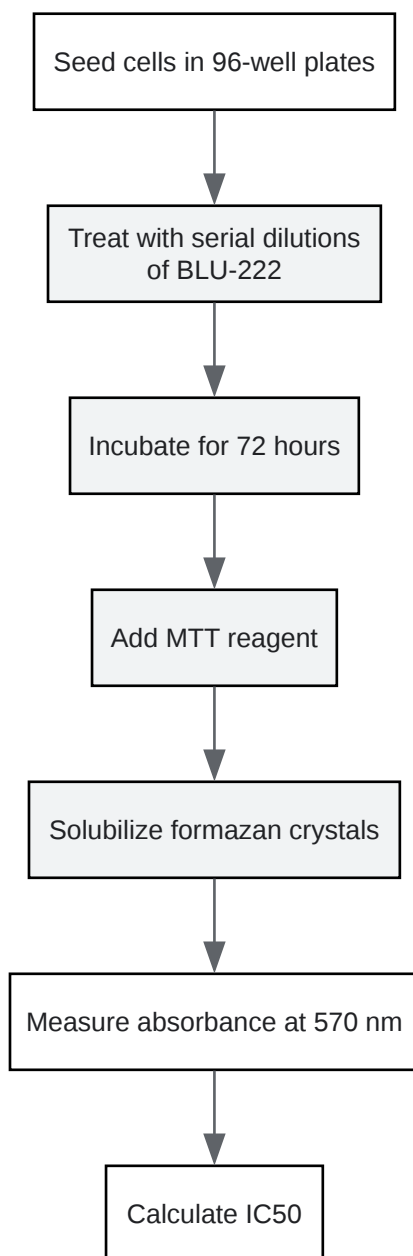 Seed cells in 96-well plates
Treat with serial dilutions
of BLU-222
Incubate for 72 hours
Add MTT reagent
Solubilize formazan crystals
Measure absorbance at 570 nm
Calculate IC50